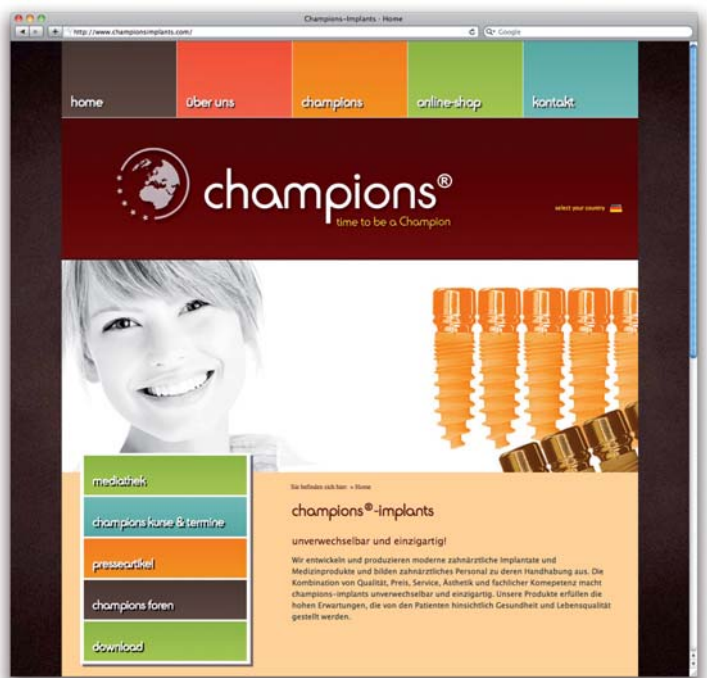 Champions-Implants - Home
http://www.championsimplants.com/
Google
home
über uns
champions
online-shop
kontakt
champions®
time to be a Champion
select your country
mediathek
champions kurse & termine
presseartikel
champions foren
download
Sie befinden sich hier: » Home
champions®-implants
unverwechselbar und einzigartig!
Wir entwickeln und produzieren moderne zahnärztliche Implantate und
Medizinprodukte und bilden zahnärztliches Personal zu deren Handhabung aus. Die
Kombination von Qualität, Preis, Service, Ästhetik und fachlicher Komepetenz macht
champions-implants unverwechselbar und einzigartig. Unsere Produkte erfüllen die
hohen Erwartungen, die von den Patienten hinsichtlich Gesundheit und Lebensqualität
gestellt werden.